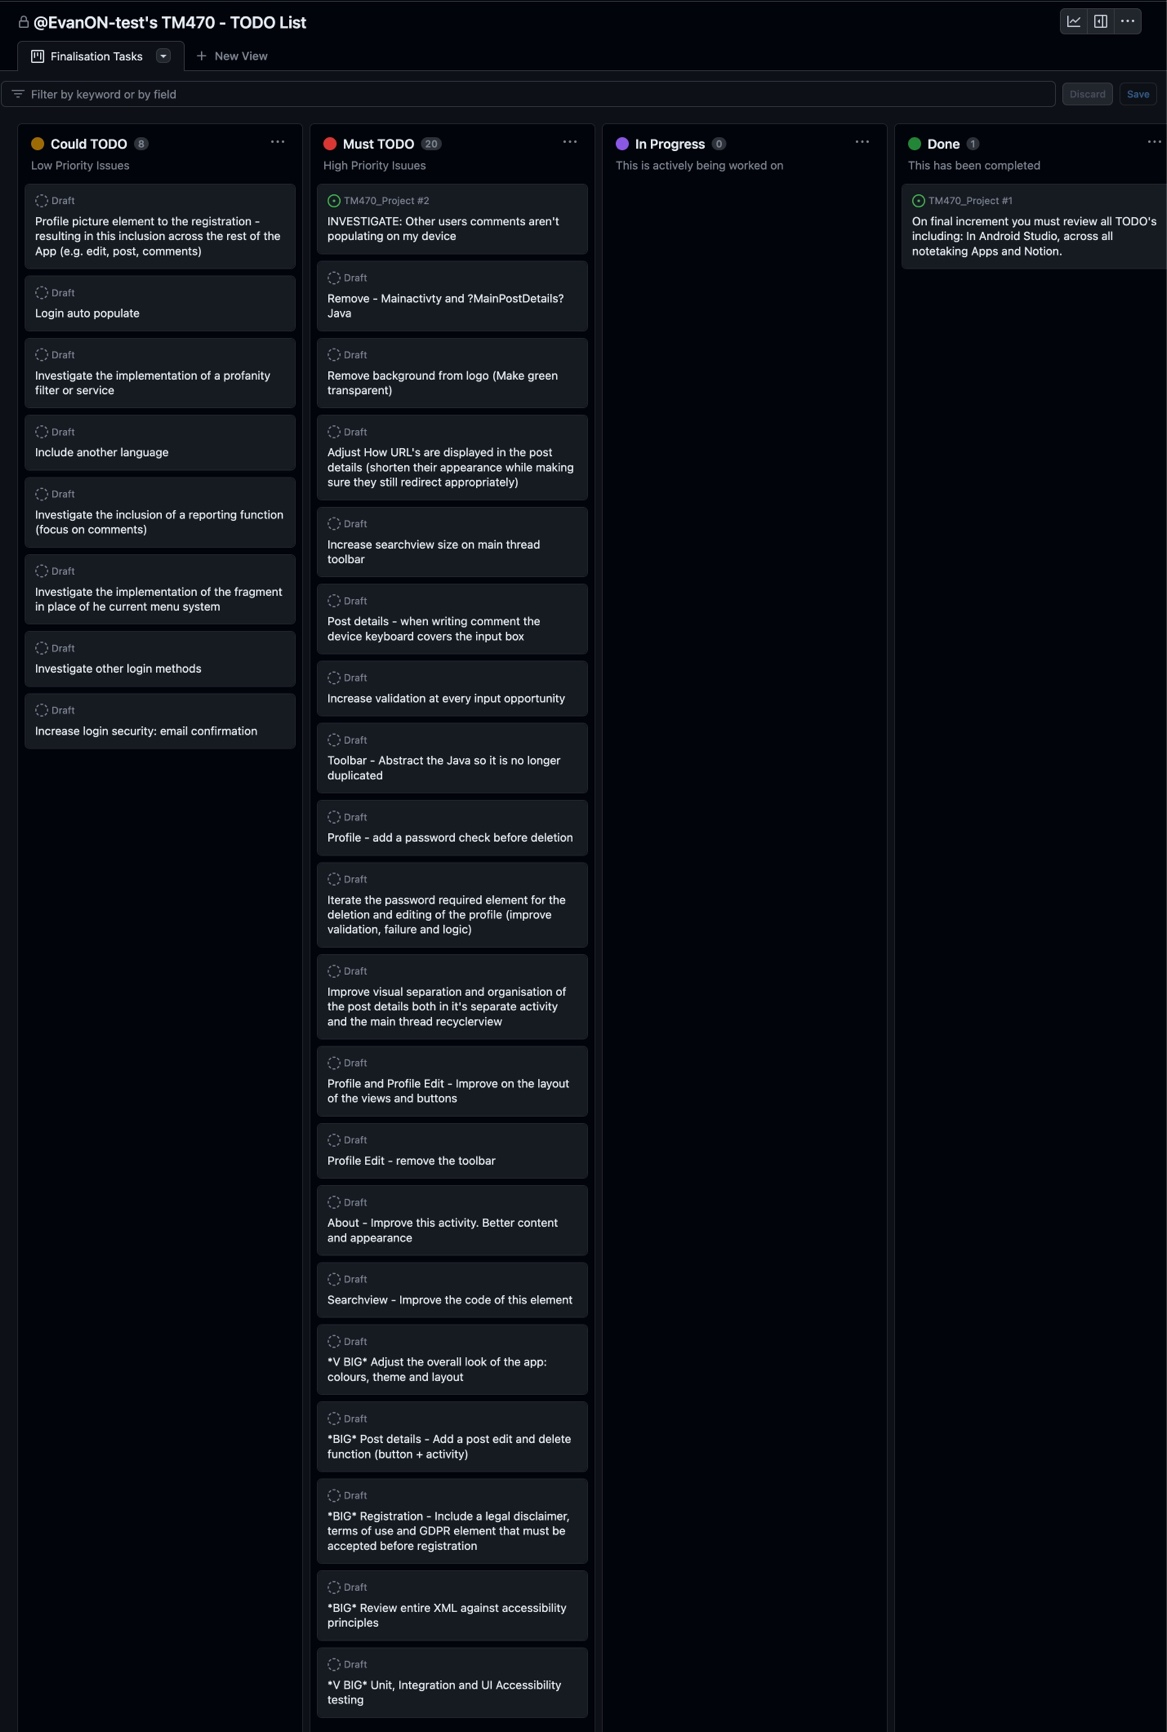 @EvanON-test's TM470 - TODO List
Finalisation Tasks
New View
Filter by keyword or by field
Discard
Save
Could TODO 8
Low Priority Issues
Draft
Profile picture element to the registration -
resulting in this inclusion across the rest of the
App (e.g. edit, post, comments)
Draft
Login auto populate
Draft
Investigate the implementation of a profanity
filter or service
Draft
Include another language
Draft
Investigate the inclusion of a reporting function
(focus on comments)
Draft
Investigate the implementation of the fragment
in place of he current menu system
Draft
Investigate other login methods
Draft
Increase login security: email confirmation
Must TODO 20
High Priority Isuues
TM470_Project #2
INVESTIGATE: Other users comments aren't
populating on my device
Draft
Remove - Mainactivty and ?MainPostDetails?
Java
Draft
Remove background from logo (Make green
transparent)
Draft
Adjust How URL's are displayed in the post
details (shorten their appearance while making
sure they still redirect appropriately)
Draft
Increase searchview size on main thread
toolbar
Draft
Post details - when writing comment the
device keyboard covers the input box
Draft
Increase validation at every input opportunity
Draft
Toolbar - Abstract the Java so it is no longer
duplicated
Draft
Profile - add a password check before deletion
Draft
Iterate the password required element for the
deletion and editing of the profile (improve
validation, failure and logic)
Draft
Improve visual separation and organisation of
the post details both in it's separate activity
and the main thread recyclerview
Draft
Profile and Profile Edit - Improve on the layout
of the views and buttons
Draft
Profile Edit - remove the toolbar
Draft
About - Improve this activity. Better content
and appearance
Draft
Searchview - Improve the code of this element
Draft
*V BIG* Adjust the overall look of the app:
colours, theme and layout
Draft
*BIG* Post details - Add a post edit and delete
function (button + activity)
Draft
*BIG* Registration - Include a legal disclaimer,
terms of use and GDPR element that must be
accepted before registration
Draft
*BIG* Review entire XML against accessibility
principles
Draft
*V BIG* Unit, Integration and UI Accessibility
testing
In Progress 0
This is actively being worked on
Done 1
This has been completed
TM470_Project #1
On final increment you must review all TODO's
including: In Android Studio, across all
notetaking Apps and Notion.